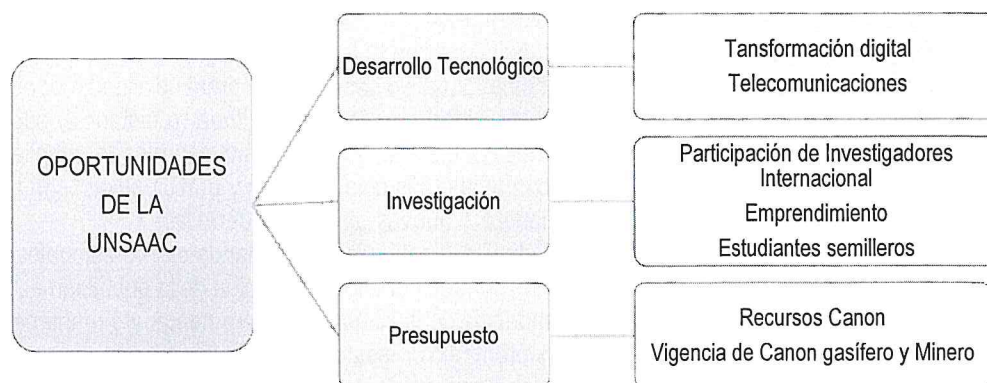 OPORTUNIDADES
DE LA
UNSAAC
Desarrollo Tecnológico
Tansformación digital
Telecomunicaciones
Investigación
Participación de Investigadores
Internacional
Emprendimiento
Estudiantes semilleros
Presupuesto
Recursos Canon
Vigencia de Canon gasífero y Minero